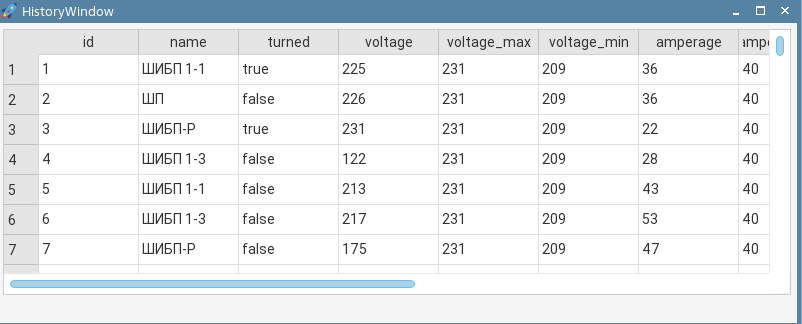 HistoryWindow
id name turned voltage voltage_max voltage_min amperage
1 1 ШИБП 1-1 true 225 231 209 36 40
2 2 ШП false 226 231 209 36 40
3 3 ШИБП-Р true 231 231 209 22 40
4 4 ШИБП 1-3 false 122 231 209 28 40
5 5 ШИБП 1-1 false 213 231 209 43 40
6 6 ШИБП 1-3 false 217 231 209 53 40
7 7 ШИБП-Р false 175 231 209 47 40